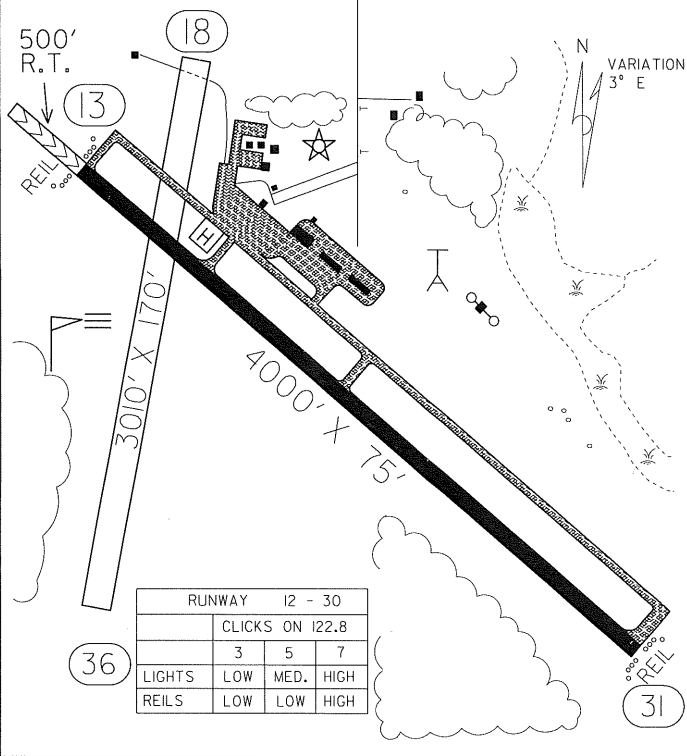 500'
R.T.
18
13
N
VARIATION
3° E
REIL
H
3010' X 170'
4000' X 75'
RUNWAY 12 - 30
CLICKS ON 122.8
3 5 7
LIGHTS LOW MED. HIGH
REILS LOW LOW HIGH
36
REIL
31